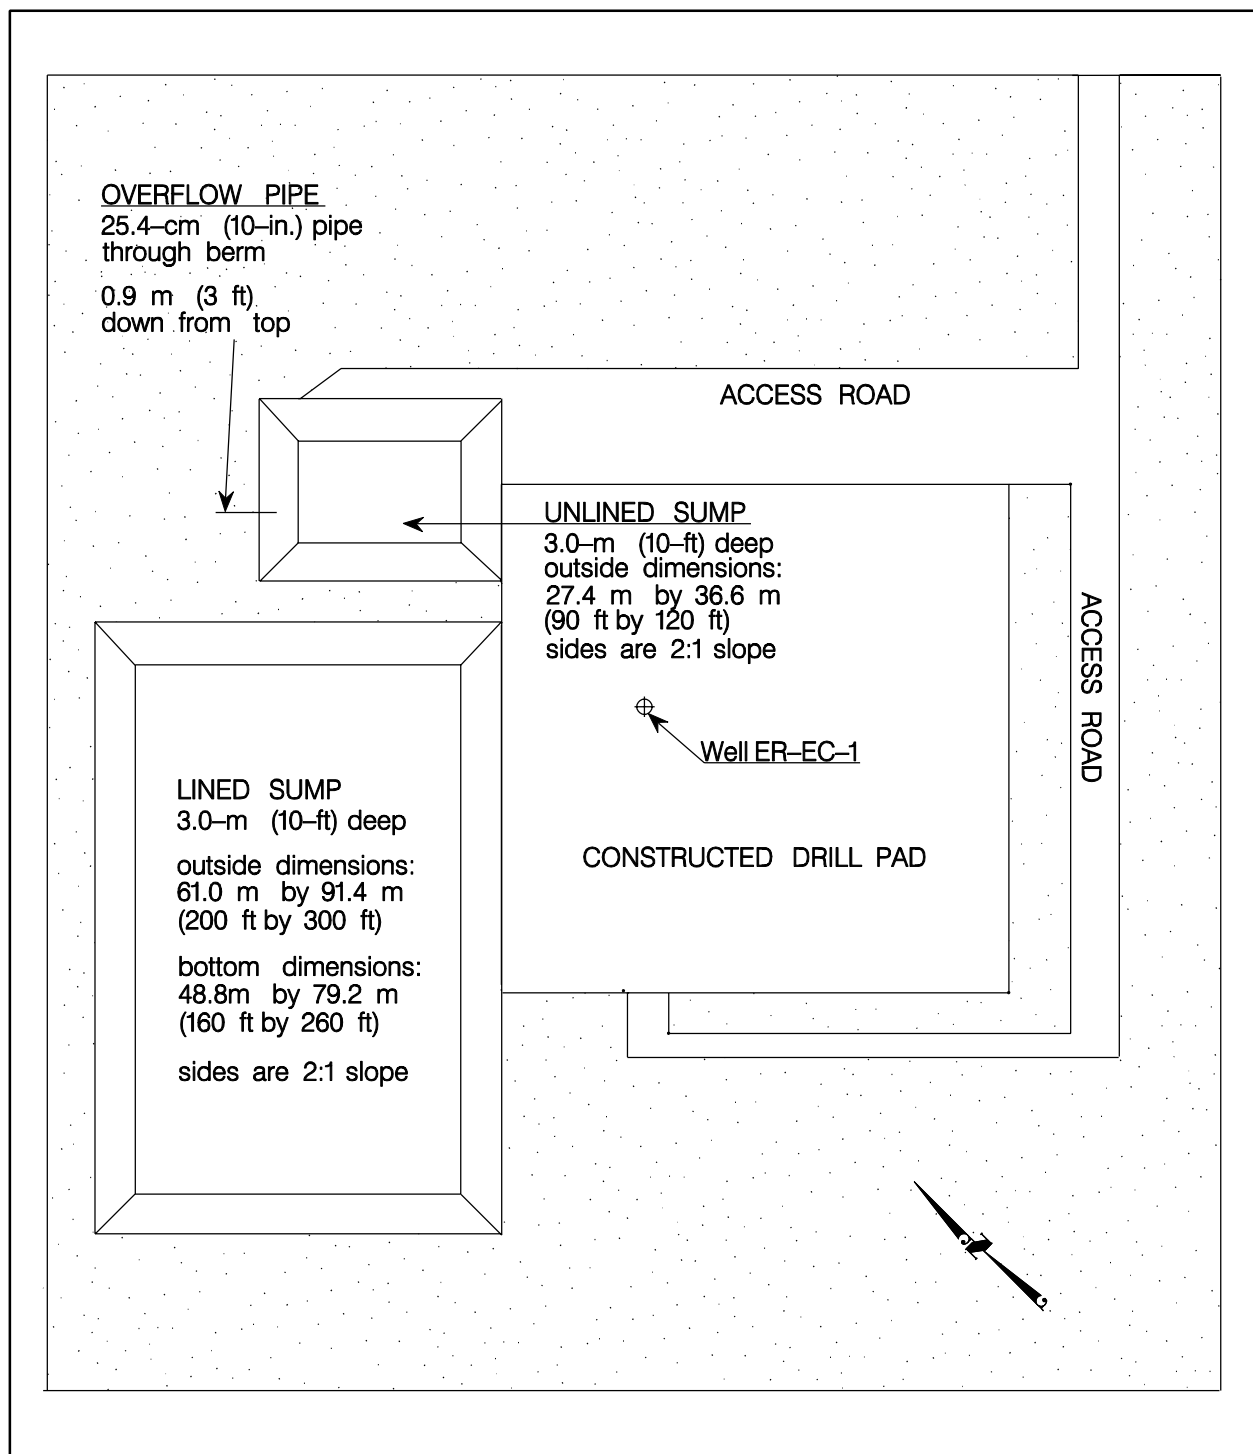 OVERFLOW PIPE
25.4–cm (10–in.) pipe
through berm
0.9 m (3 ft)
down from top
ACCESS ROAD
UNLINED SUMP
3.0–m (10–ft) deep
outside dimensions:
27.4 m by 36.6 m
(90 ft by 120 ft)
sides are 2:1 slope
ACCESS ROAD
Well ER–EC–1
LINED SUMP
3.0–m (10–ft) deep
outside dimensions:
61.0 m by 91.4 m
(200 ft by 300 ft)
bottom dimensions:
48.8m by 79.2 m
(160 ft by 260 ft)
sides are 2:1 slope
CONSTRUCTED DRILL PAD
N